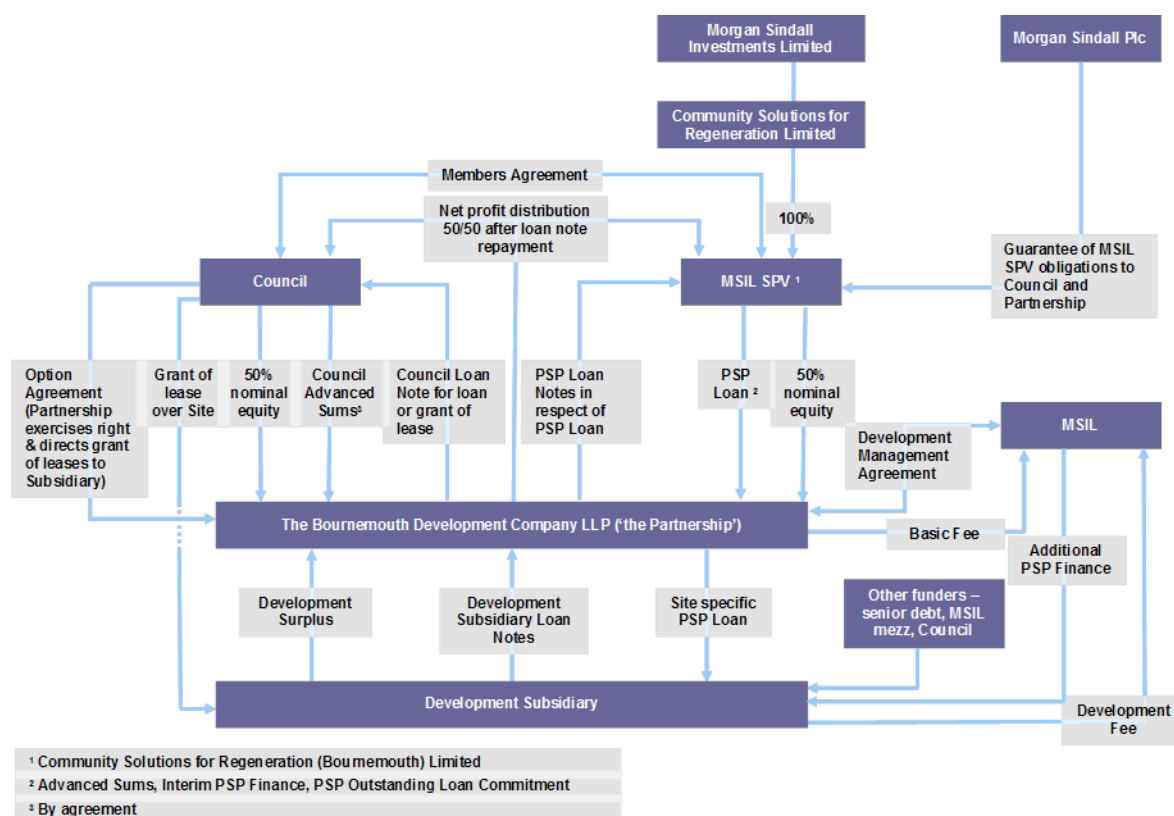 Morgan Sindall
Investments Limited
Morgan Sindall Plc
Community Solutions for
Regeneration Limited
Members Agreement
Net profit distribution
50/50 after loan note
repayment
100%
Guarantee of MSIL
SPV obligations to
Council and
Partnership
Council
MSIL SPV ¹
Option
Agreement
(Partnership
exercises right
& directs grant
of leases to
Subsidiary)
Grant of
lease
over Site
50%
nominal
equity
Council
Advanced
Sums³
Council Loan
Note for loan
or grant of
lease
PSP Loan
Notes in
respect of
PSP Loan
PSP
Loan ²
50%
nominal
equity
Development
Management
Agreement
MSIL
The Bournemouth Development Company LLP (‘the Partnership’)
Basic Fee
Additional
PSP Finance
Development
Surplus
Development
Subsidiary Loan
Notes
Site specific
PSP Loan
Other funders –
senior debt, MSIL
mezz, Council
Development Subsidiary
Development
Fee
¹ Community Solutions for Regeneration (Bournemouth) Limited
² Advanced Sums, Interim PSP Finance, PSP Outstanding Loan Commitment
³ By agreement